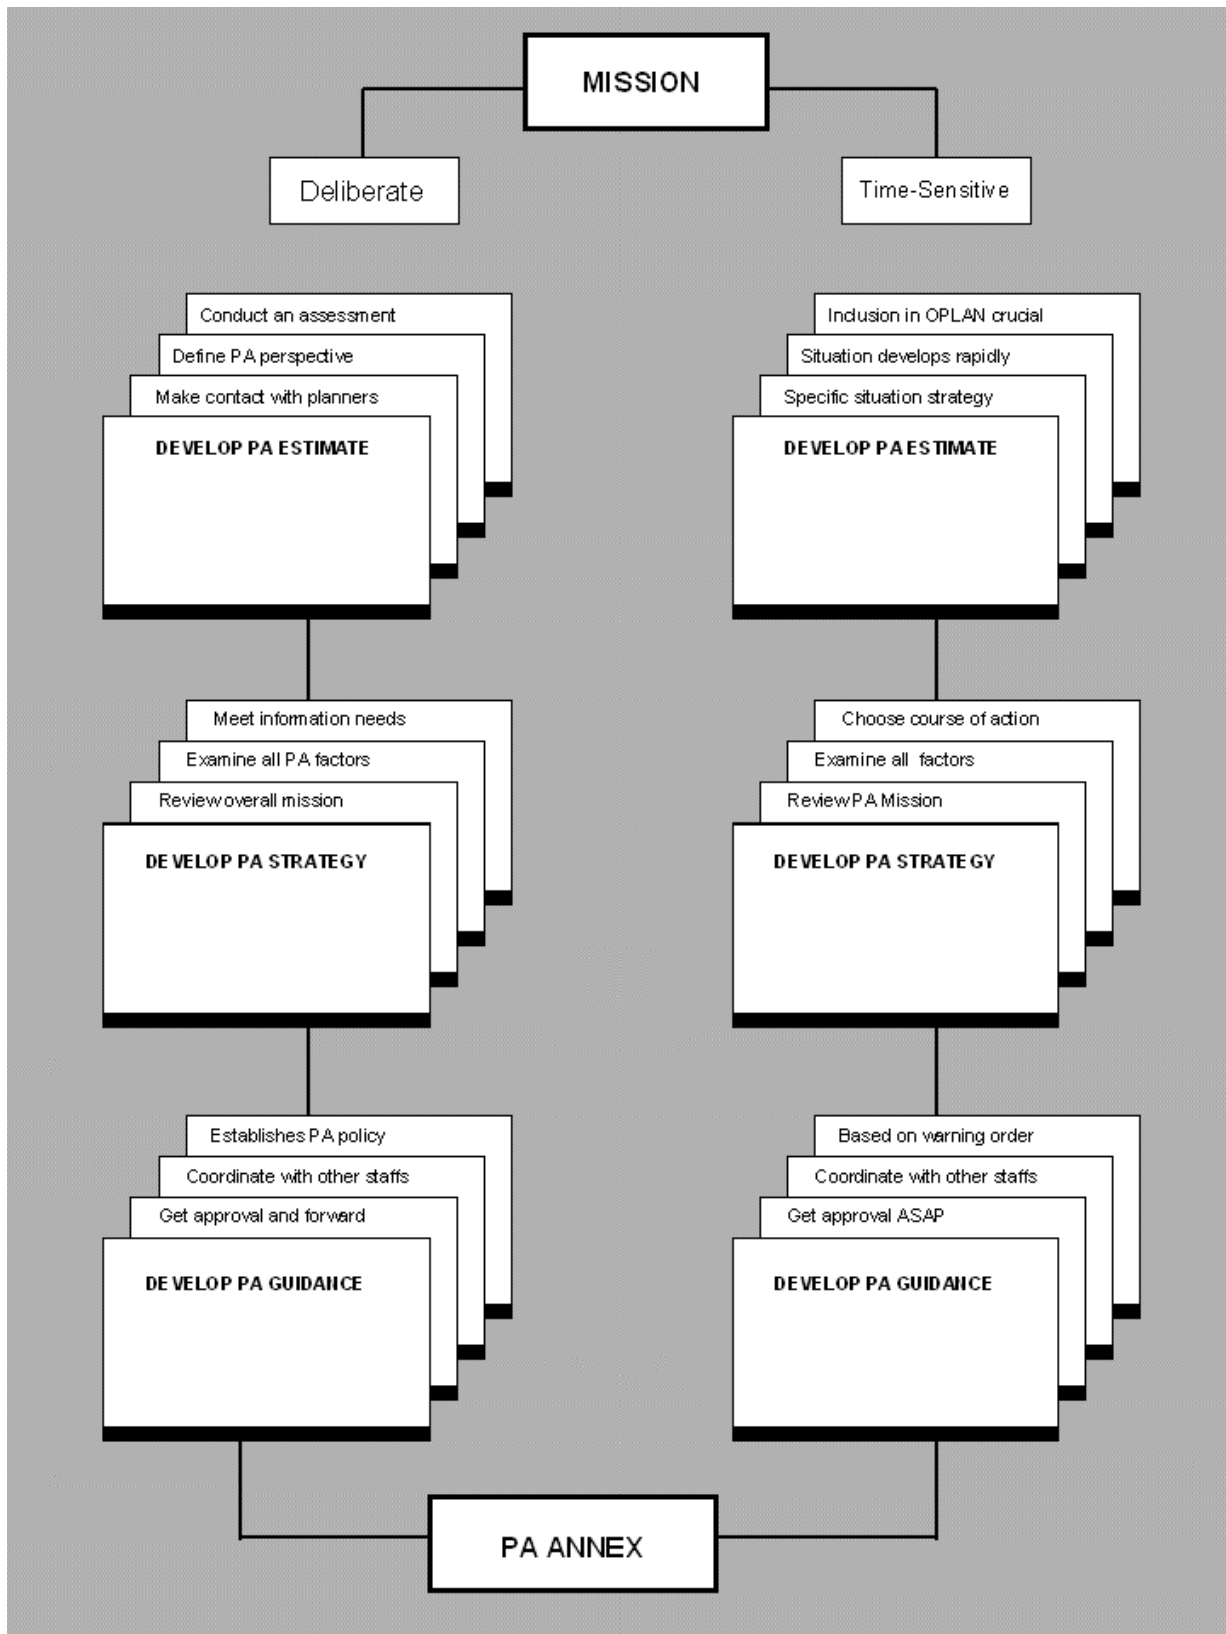 MISSION
Deliberate
Time-Sensitive
Conduct an assessment
Define PA perspective
Make contact with planners
DEVELOP PA ESTIMATE
Inclusion in OPLAN crucial
Situation develops rapidly
Specific situation strategy
DEVELOP PA ESTIMATE
Meet information needs
Examine all PA factors
Review overall mission
DEVELOP PA STRATEGY
Choose course of action
Examine all factors
Review PA Mission
DEVELOP PA STRATEGY
Establishes PA policy
Coordinate with other staffs
Get approval and forward
DEVELOP PA GUIDANCE
Based on warning order
Coordinate with other staffs
Get approval ASAP
DEVELOP PA GUIDANCE
PA ANNEX